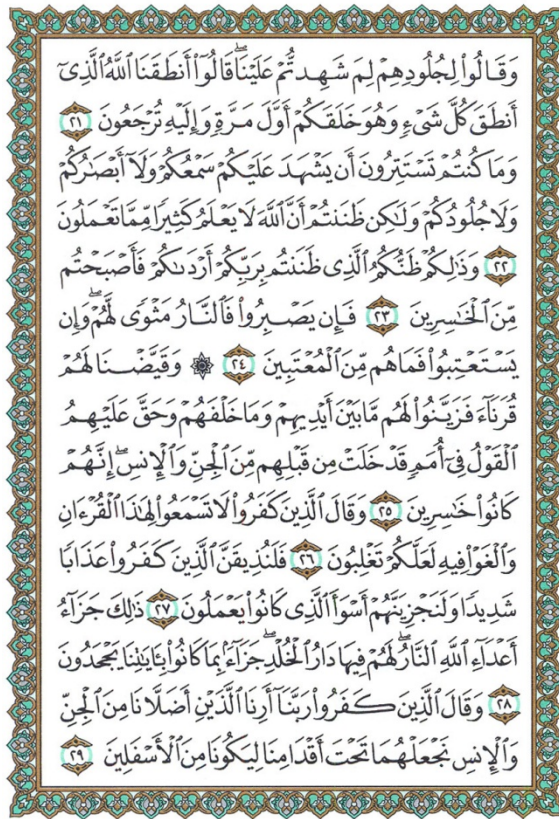 وَقَالُوا۟ لِجُلُودِهِمْ لِمَ شَهِدتُّمْ عَلَيْنَا ۖ قَالُوٓا۟ أَنطَقَنَا ٱللَّهُ ٱلَّذِىٓ
أَنطَقَ كُلَّ شَىْءٍ وَهُوَ خَلَقَكُمْ أَوَّلَ مَرَّةٍ وَإِلَيْهِ تُرْجَعُونَ ٢١
وَمَا كُنتُمْ تَسْتَتِرُونَ أَن يَشْهَدَ عَلَيْكُمْ سَمْعُكُمْ وَلَآ أَبْصَٰرُكُمْ
وَلَا جُلُودُكُمْ وَلَٰكِن ظَنَنتُمْ أَنَّ ٱللَّهَ لَا يَعْلَمُ كَثِيرًا مِّمَّا تَعْمَلُونَ
٢٢ وَذَٰلِكُمْ ظَنُّكُمُ ٱلَّذِى ظَنَنتُم بِرَبِّكُمْ أَرْدَىٰكُمْ فَأَصْبَحْتُم
مِّنَ ٱلْخَٰسِرِينَ ٢٣ فَإِن يَصْبِرُوا۟ فَٱلنَّارُ مَثْوًى لَّهُمْ ۖ وَإِن
يَسْتَعْتِبُوا۟ فَمَا هُم مِّنَ ٱلْمُعْتَبِينَ ٢٤ ۞ وَقَيَّضْنَا لَهُمْ
قُرَنَآءَ فَزَيَّنُوا۟ لَهُم مَّا بَيْنَ أَيْدِيهِمْ وَمَا خَلْفَهُمْ وَحَقَّ عَلَيْهِمُ
ٱلْقَوْلُ فِىٓ أُمَمٍ قَدْ خَلَتْ مِن قَبْلِهِم مِّنَ ٱلْجِنِّ وَٱلْإِنسِ ۖ إِنَّهُمْ
كَانُوا۟ خَٰسِرِينَ ٢٥ وَقَالَ ٱلَّذِينَ كَفَرُوا۟ لَا تَسْمَعُوا۟ لِهَٰذَا ٱلْقُرْءَانِ
وَٱلْغَوْا۟ فِيهِ لَعَلَّكُمْ تَغْلِبُونَ ٢٦ فَلَنُذِيقَنَّ ٱلَّذِينَ كَفَرُوا۟ عَذَابًا
شَدِيدًا وَلَنَجْزِيَنَّهُمْ أَسْوَأَ ٱلَّذِى كَانُوا۟ يَعْمَلُونَ ٢٧ ذَٰلِكَ جَزَآءُ
أَعْدَآءِ ٱللَّهِ ٱلنَّارُ ۖ لَهُمْ فِيهَا دَارُ ٱلْخُلْدِ ۖ جَزَآءًۢ بِمَا كَانُوا۟ بِـَٔايَٰتِنَا يَجْحَدُونَ
٢٨ وَقَالَ ٱلَّذِينَ كَفَرُوا۟ رَبَّنَآ أَرِنَا ٱلَّذَيْنِ أَضَلَّانَا مِنَ ٱلْجِنِّ
وَٱلْإِنسِ نَجْعَلْهُمَا تَحْتَ أَقْدَامِنَا لِيَكُونَا مِنَ ٱلْأَسْفَلِينَ ٢٩